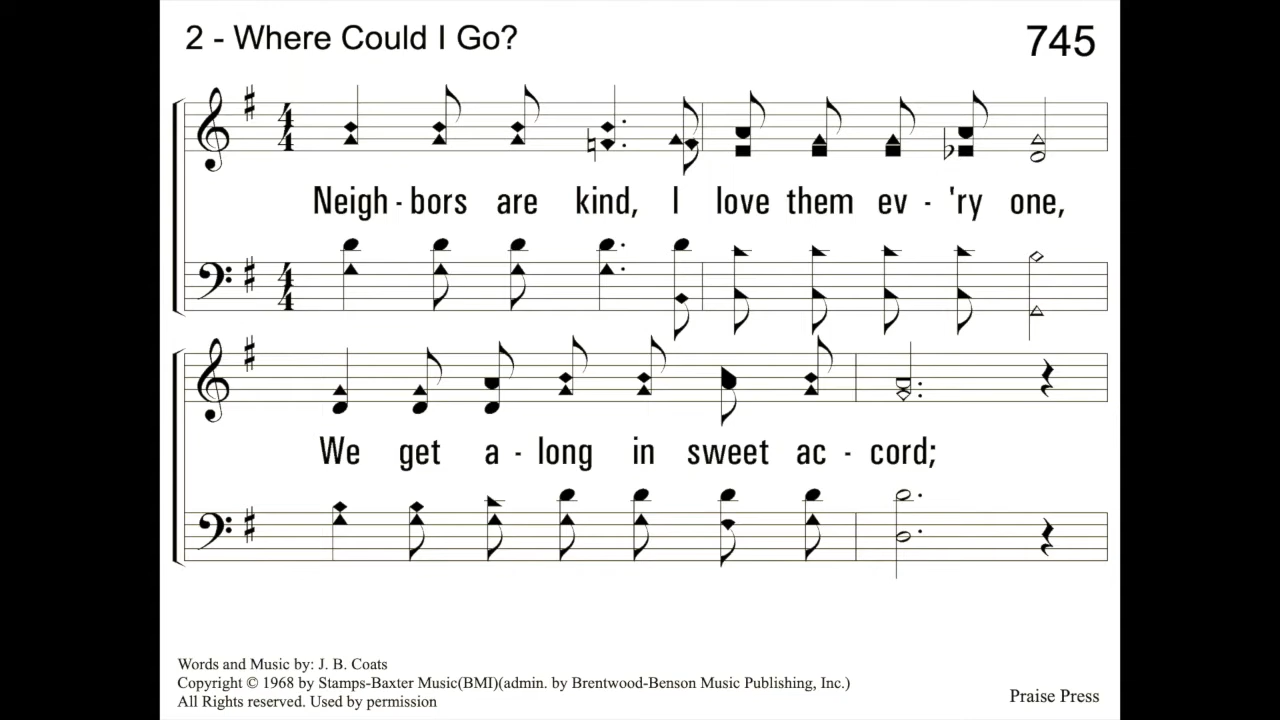 2 - Where Could I Go?
745
Neigh - bors are kind, I love them ev - 'ry one,
We get a - long in sweet ac - cord;
Words and Music by: J. B. Coats
Copyright © 1968 by Stamps-Baxter Music(BMI)(admin. by Brentwood-Benson Music Publishing, Inc.)
All Rights reserved. Used by permission
Praise Press